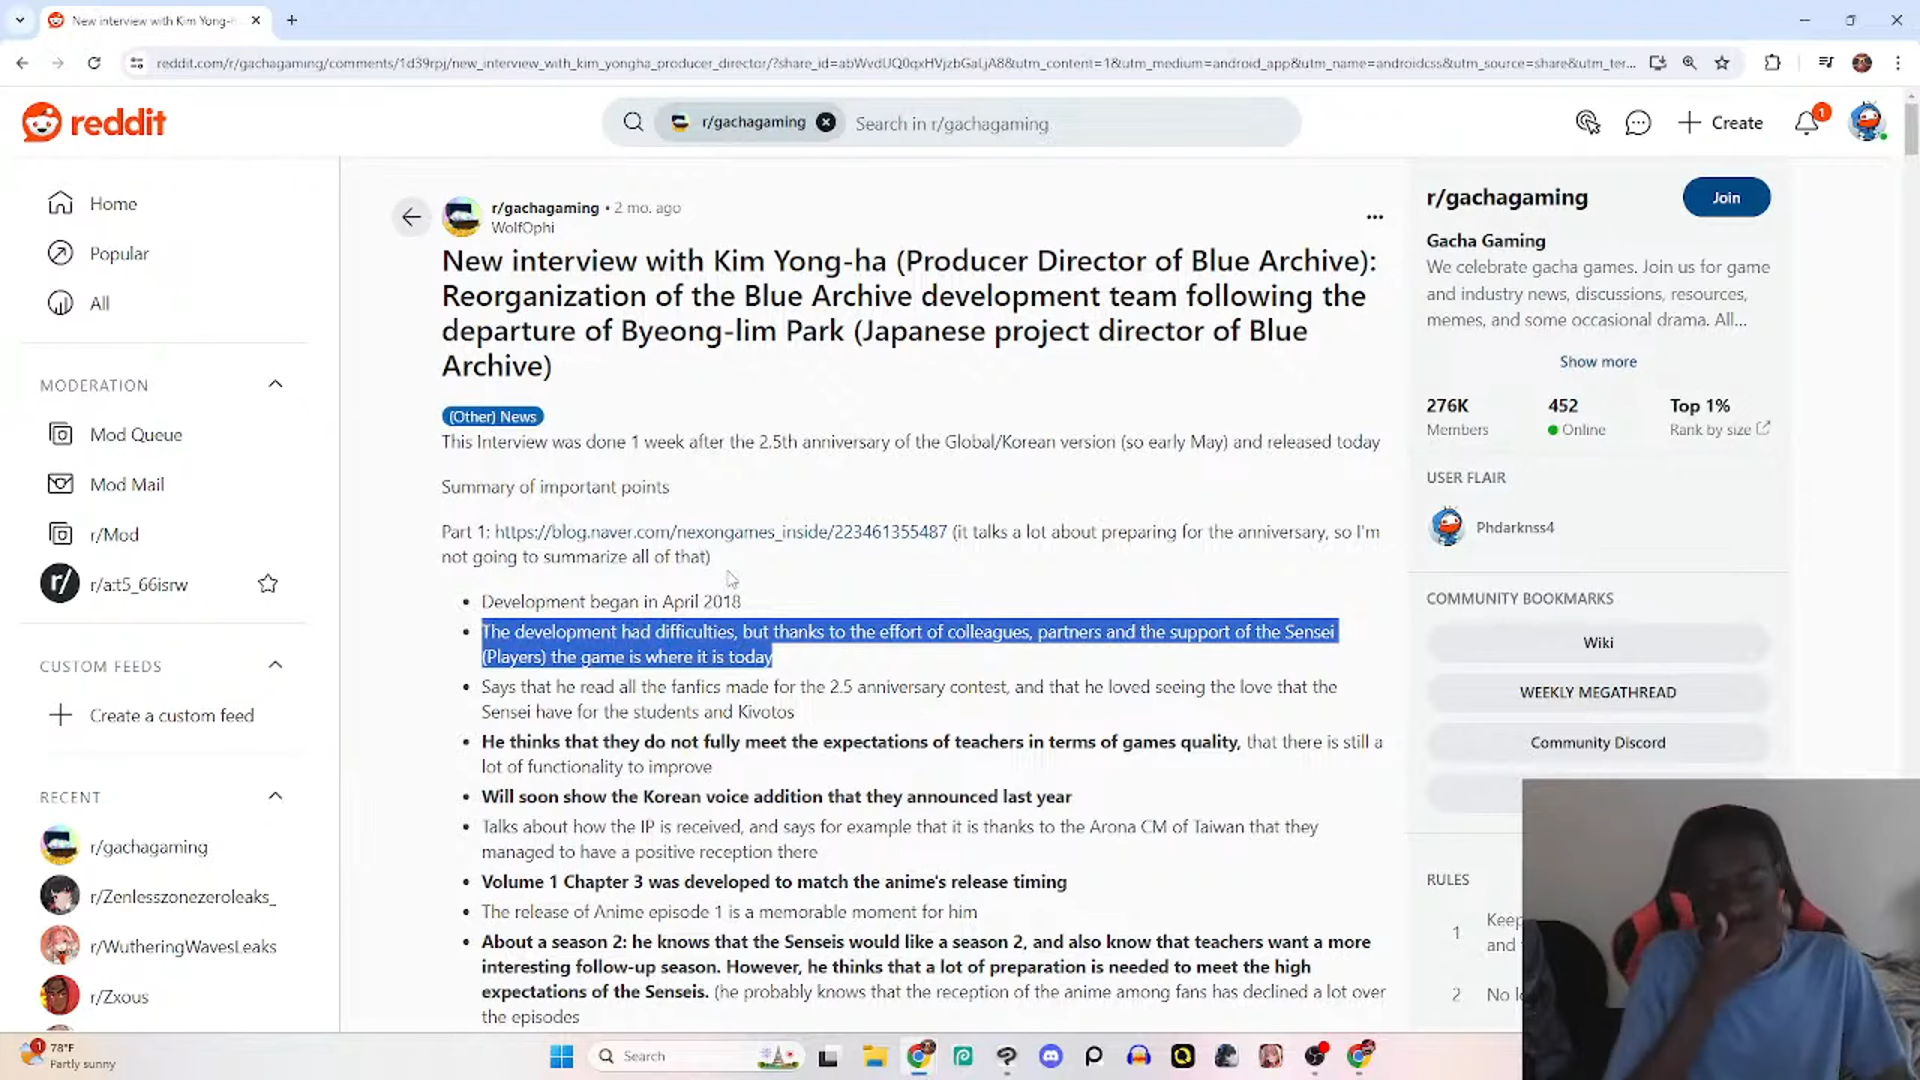 New interview with Kim Yong-h
reddit.com/r/gachagaming/comments/1d39rpj/new_interview_with_kim_yongha_producer_director/?share_id=abWvdUQ0qxHVjzbGaLjA8&utm_content=1&utm_medium=android_app&utm_name=androidcss&utm_source=share&utm_ter...
reddit
r/gachagaming
Search in r/gachagaming
Create
1
Home
Popular
All
MODERATION
Mod Queue
Mod Mail
r/Mod
r/
r/a:t5_66isrw
CUSTOM FEEDS
Create a custom feed
RECENT
r/gachagaming
r/Zenlesszonezeroleaks_
r/WutheringWavesLeaks
r/Zxous
r/gachagaming • 2 mo. ago
WolfOphi
New interview with Kim Yong-ha (Producer Director of Blue Archive):
Reorganization of the Blue Archive development team following the
departure of Byeong-lim Park (Japanese project director of Blue
Archive)
(Other) News
This Interview was done 1 week after the 2.5th anniversary of the Global/Korean version (so early May) and released today
Summary of important points
Part 1: https://blog.naver.com/nexongames_inside/223461355487 (it talks a lot about preparing for the anniversary, so I'm
not going to summarize all of that)
• Development began in April 2018
• The development had difficulties, but thanks to the effort of colleagues, partners and the support of the Sensei
(Players) the game is where it is today
• Says that he read all the fanfics made for the 2.5 anniversary contest, and that he loved seeing the love that the
Sensei have for the students and Kivotos
• He thinks that they do not fully meet the expectations of teachers in terms of games quality, that there is still a
lot of functionality to improve
• Will soon show the Korean voice addition that they announced last year
• Talks about how the IP is received, and says for example that it is thanks to the Arona CM of Taiwan that they
managed to have a positive reception there
• Volume 1 Chapter 3 was developed to match the anime's release timing
• The release of Anime episode 1 is a memorable moment for him
• About a season 2: he knows that the Senseis would like a season 2, and also know that teachers want a more
interesting follow-up season. However, he thinks that a lot of preparation is needed to meet the high
expectations of the Senseis. (he probably knows that the reception of the anime among fans has declined a lot over
the episodes
r/gachagaming
Join
Gacha Gaming
We celebrate gacha games. Join us for game
and industry news, discussions, resources,
memes, and some occasional drama. All...
Show more
276K
452
Top 1%
Members
Online
Rank by size
USER FLAIR
Phdarknss4
COMMUNITY BOOKMARKS
Wiki
WEEKLY MEGATHREAD
Community Discord
RULES
1
Keep
and
2
No
1
78°F
Partly sunny
Search